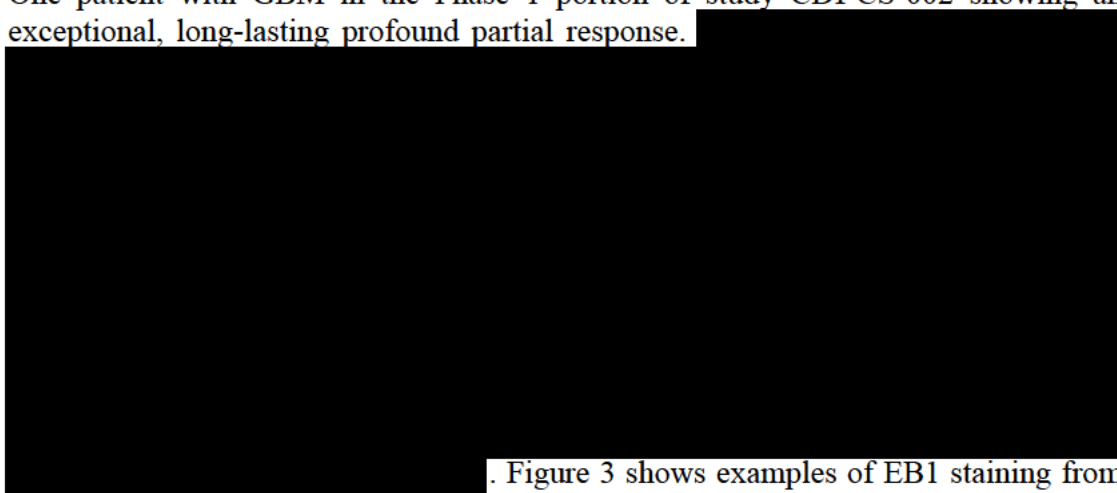 One patient with GBM in the Phase 1 portion of study CDI-CS-002 showing an
exceptional, long-lasting profound partial response.
. Figure 3 shows examples of EB1 staining from